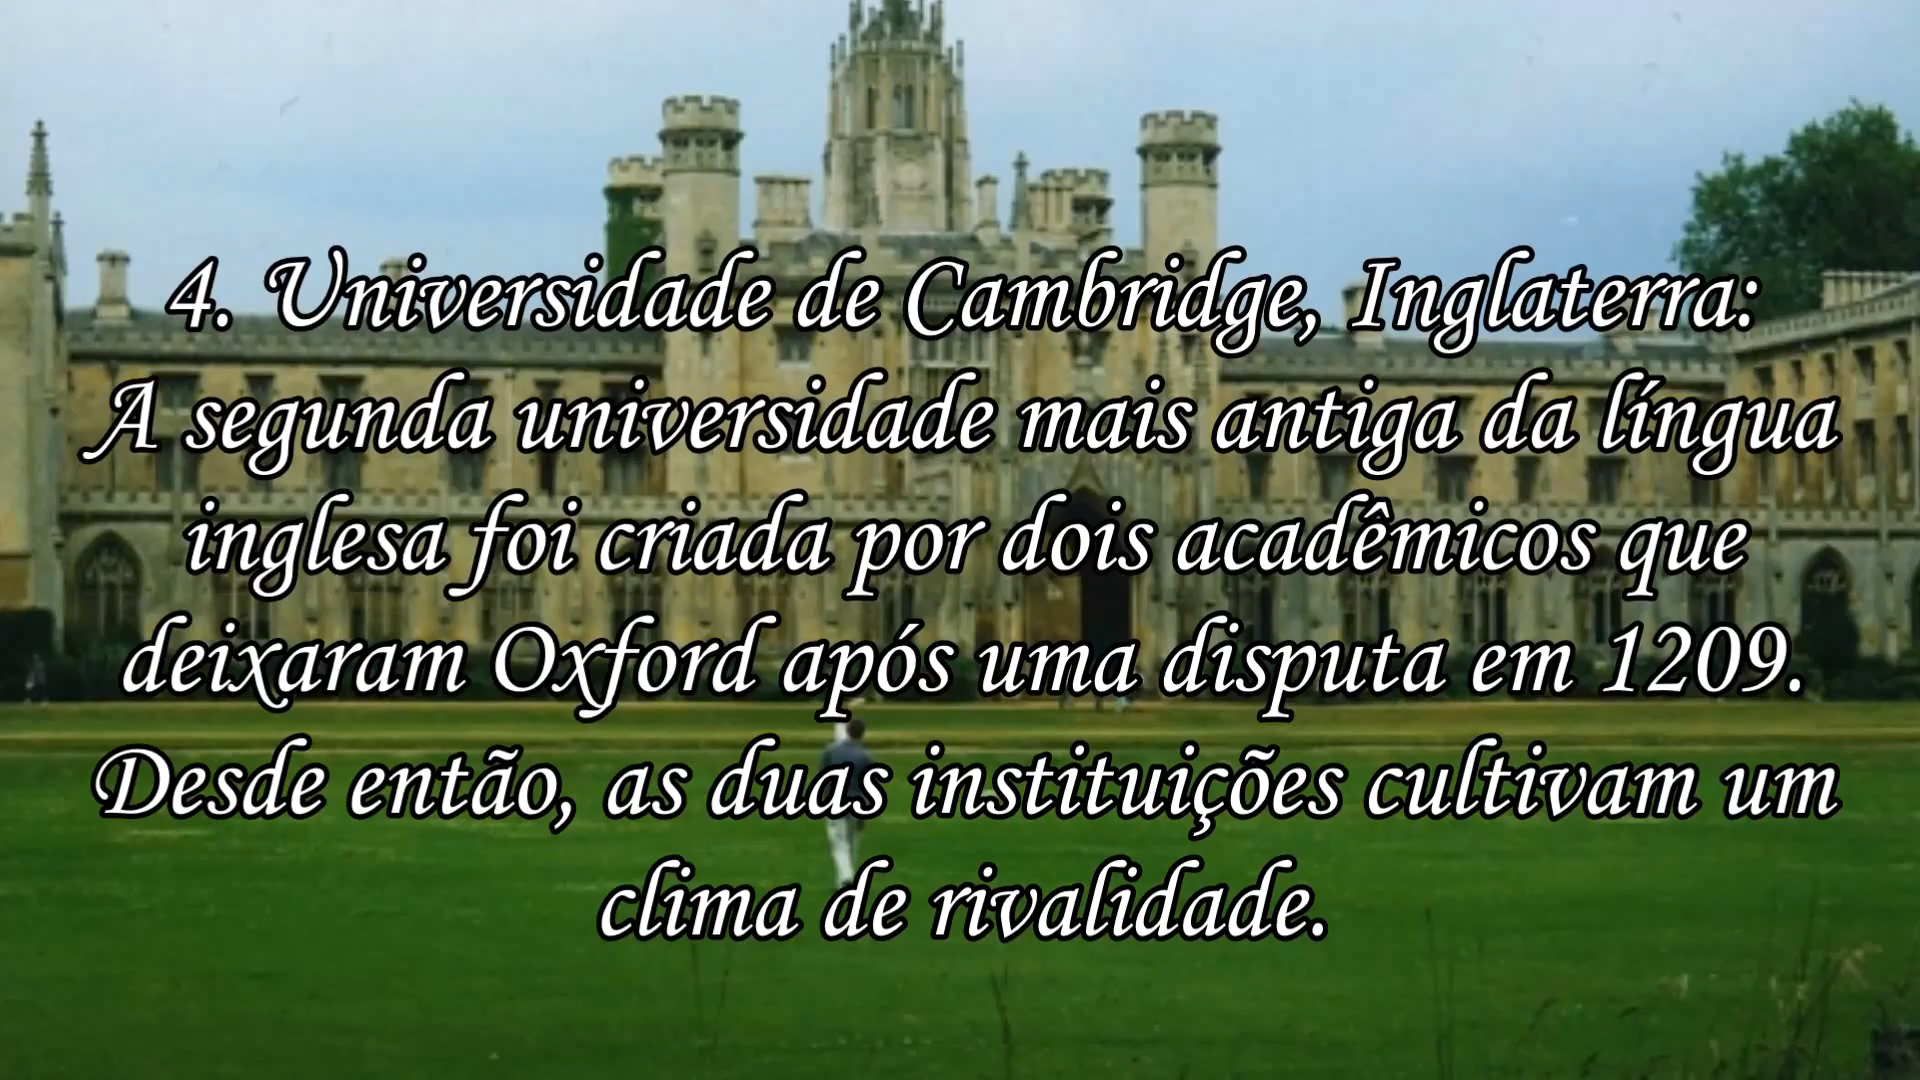 4. Universidade de Cambridge, Inglaterra:
A segunda universidade mais antiga da língua
inglesa foi criada por dois acadêmicos que
deixaram Oxford após uma disputa em 1209.
Desde então, as duas instituições cultivam um
clima de rivalidade.